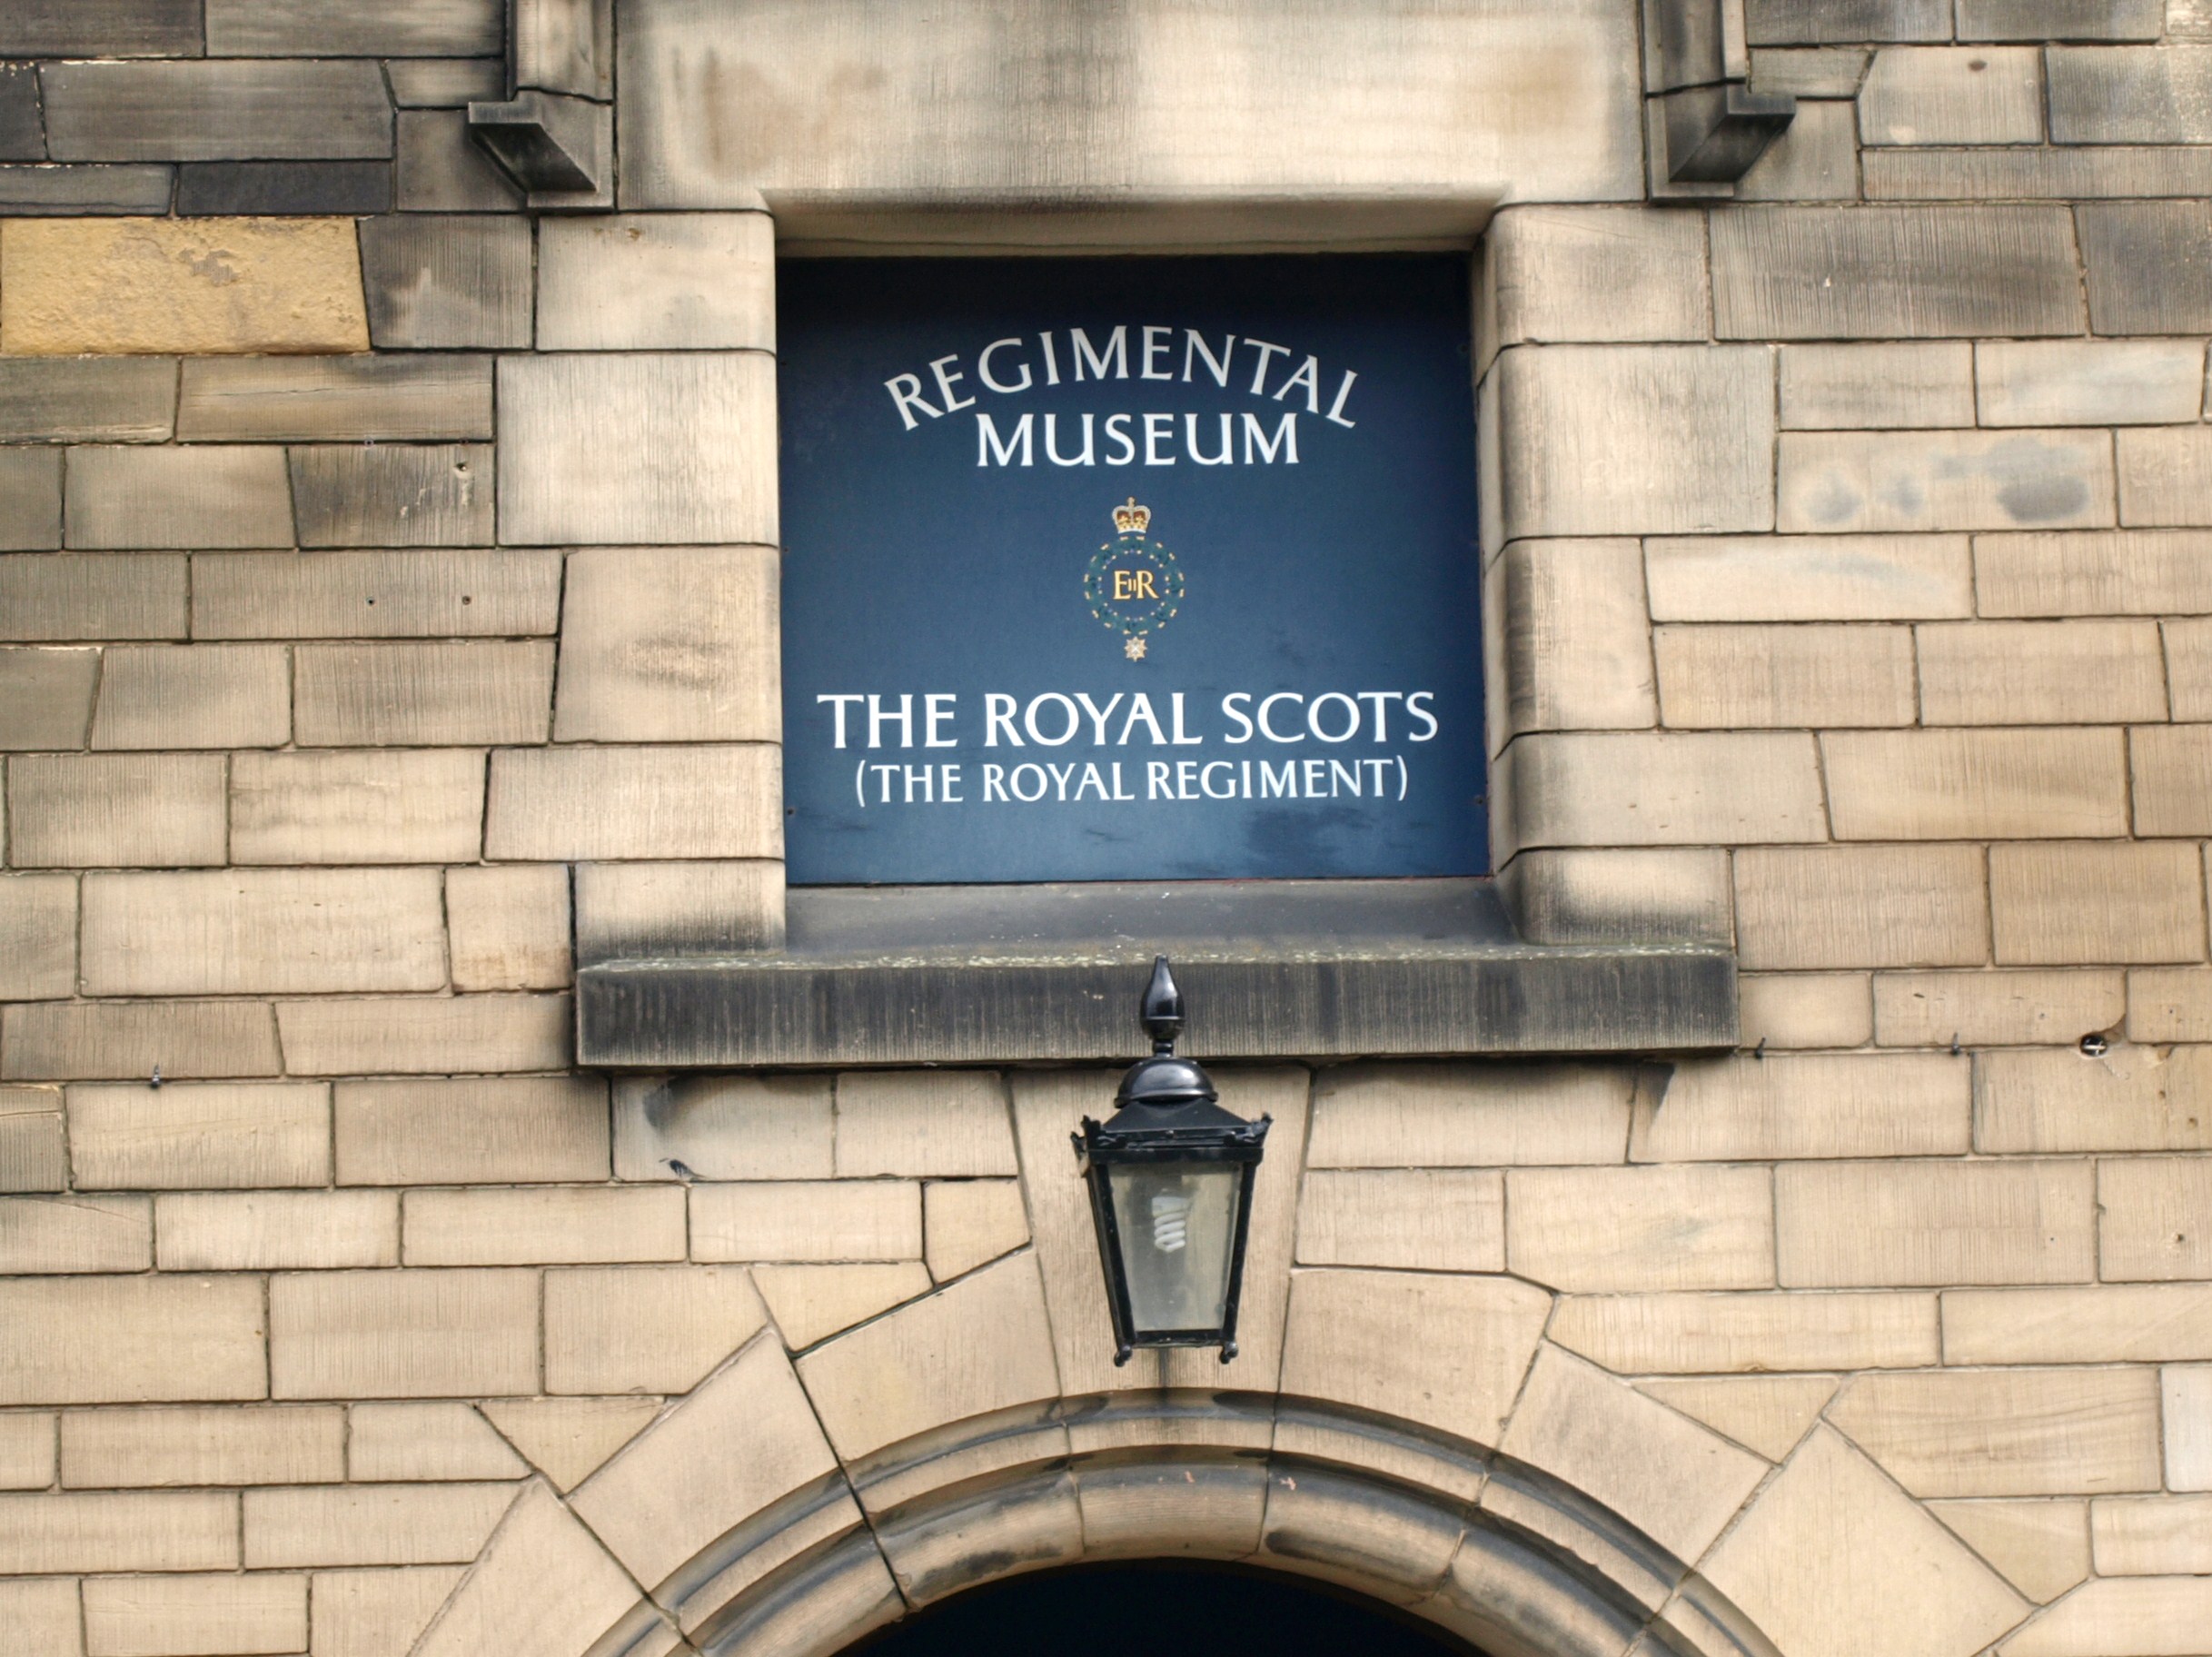 REGIMENTAL
MUSEUM
EIIR
THE ROYAL SCOTS
(THE ROYAL REGIMENT)